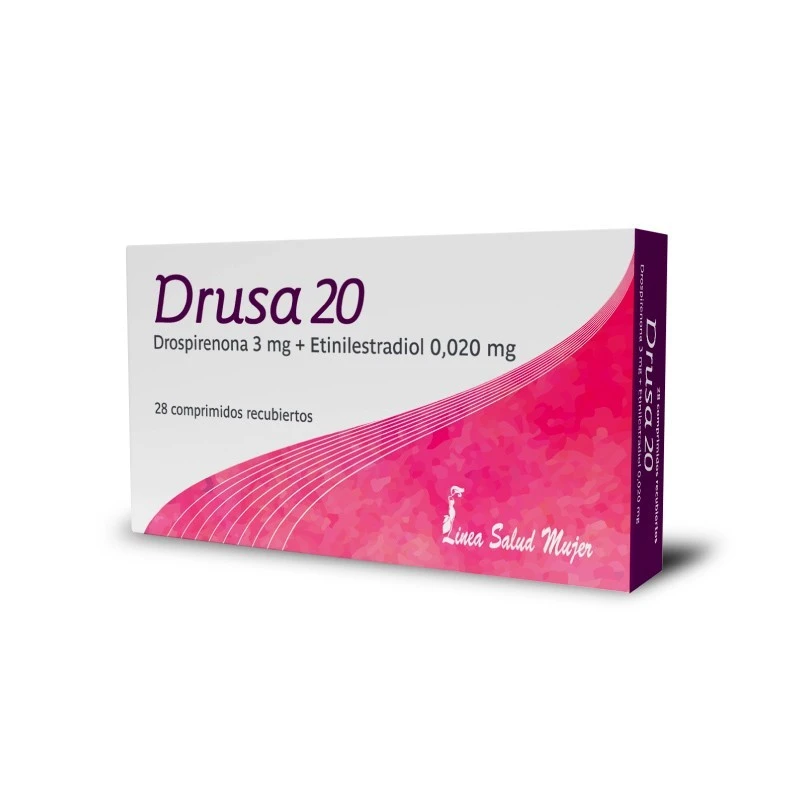 Drusa 20
Drospirenona 3 mg + Etinilestradiol 0,020 mg
28 comprimidos recubiertos
Linea Salud Mujer
Drusa 20
Drospirenona 3 mg + Etinilestradiol 0,020 mg
28 comprimidos recubiertos